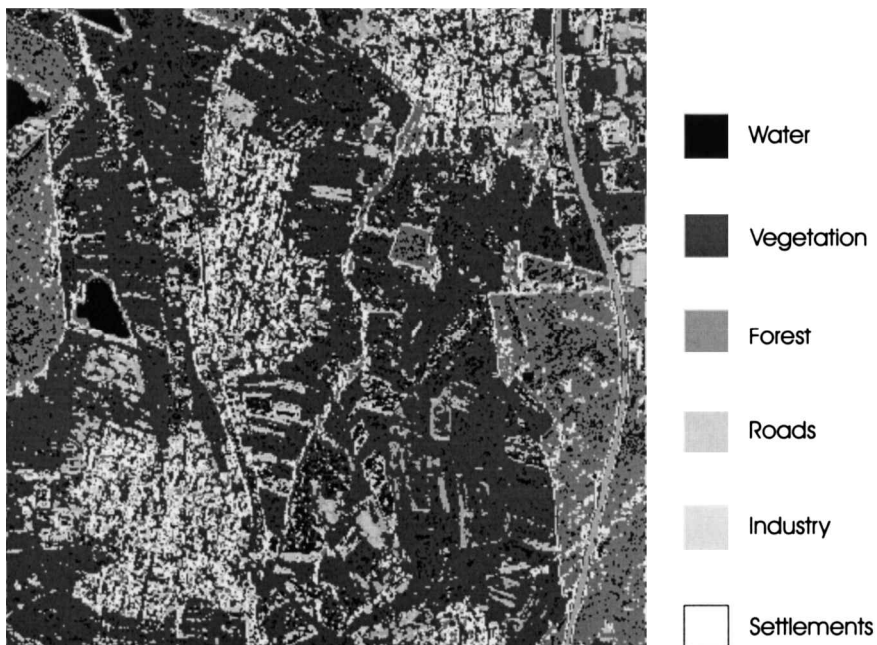 Water
Vegetation
Forest
Roads
Industry
Settlements